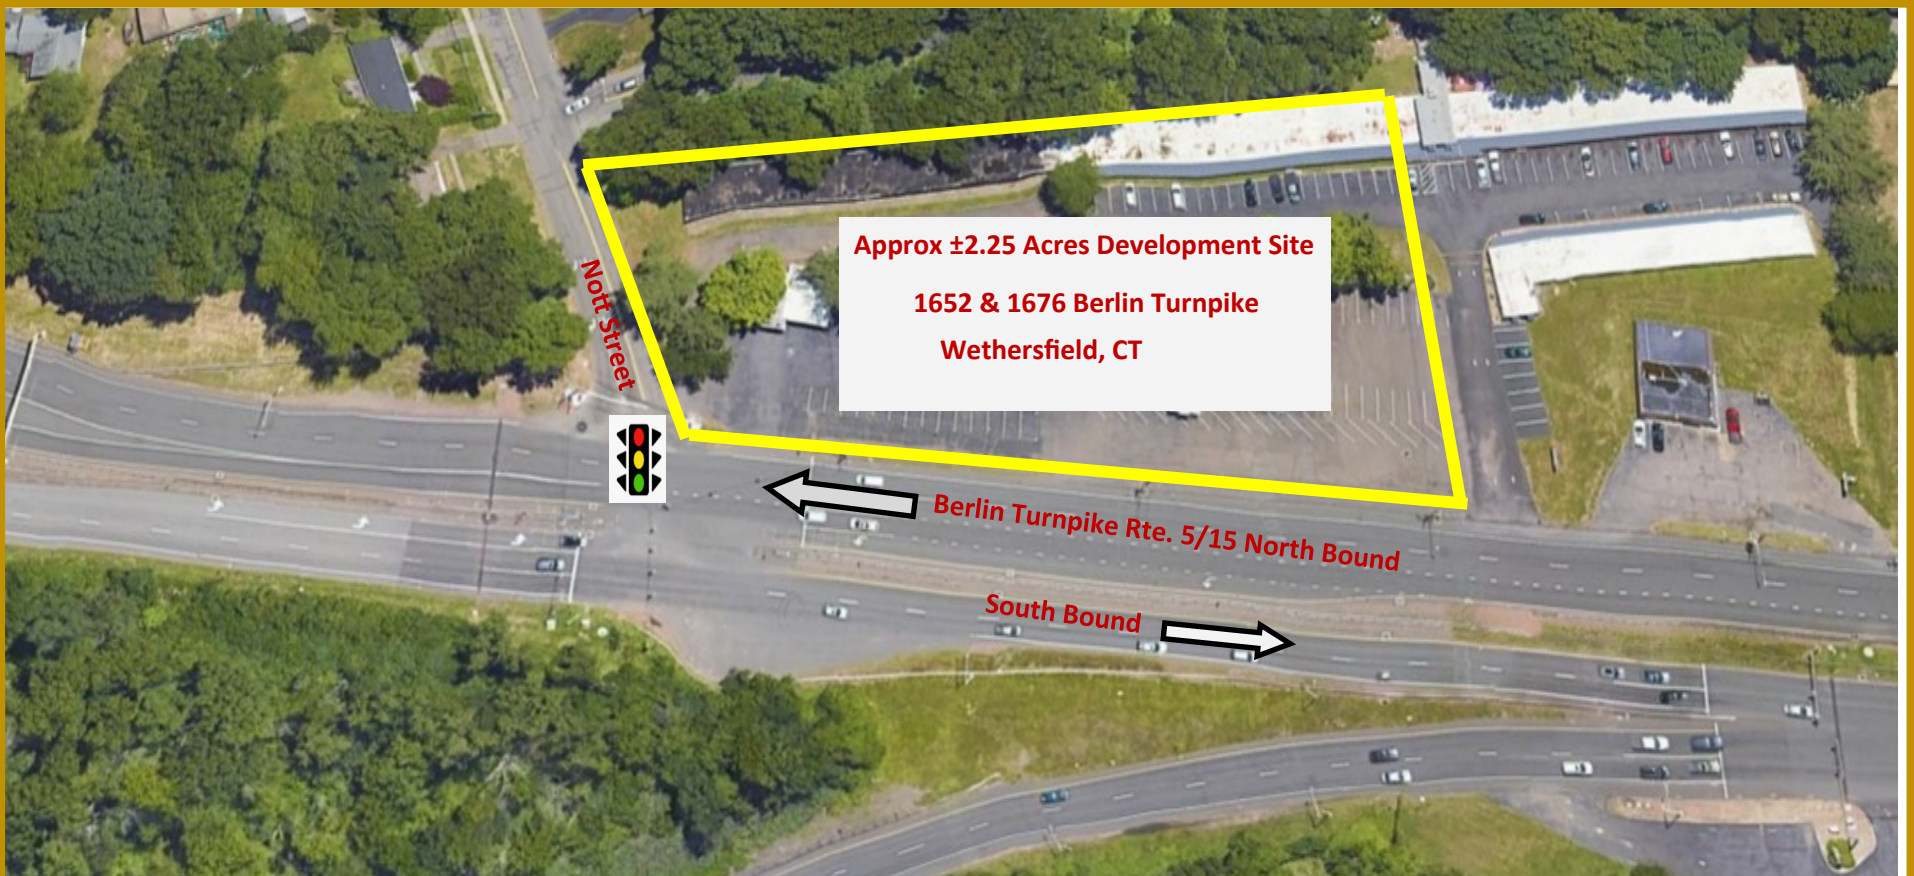 Approx ±2.25 Acres Development Site
1652 & 1676 Berlin Turnpike
Wethersfield, CT
Nott Street
Berlin Turnpike Rte. 5/15 North Bound
South Bound